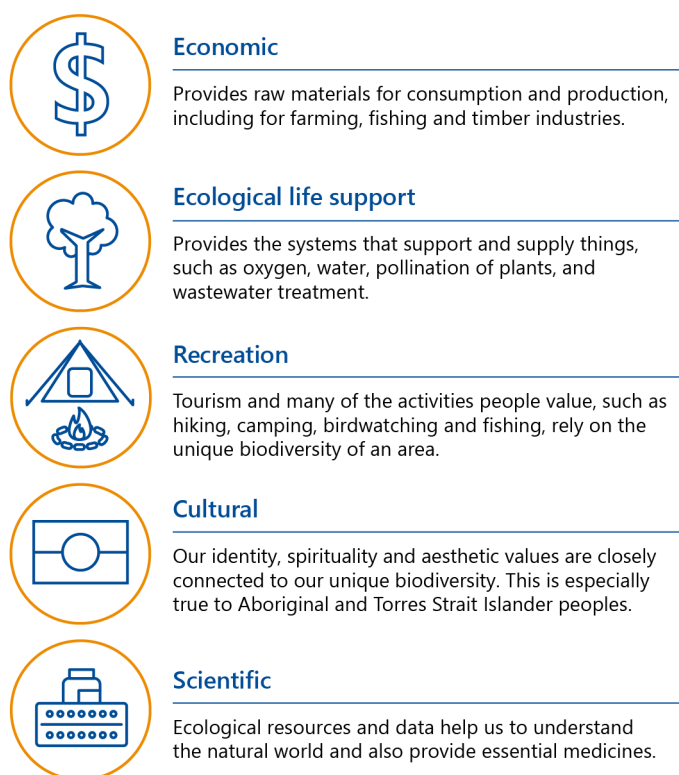 Economic
Provides raw materials for consumption and production,
including for farming, fishing and timber industries.
Ecological life support
Provides the systems that support and supply things,
such as oxygen, water, pollination of plants, and
wastewater treatment.
Recreation
Tourism and many of the activities people value, such as
hiking, camping, birdwatching and fishing, rely on the
unique biodiversity of an area.
Cultural
Our identity, spirituality and aesthetic values are closely
connected to our unique biodiversity. This is especially
true to Aboriginal and Torres Strait Islander peoples.
Scientific
Ecological resources and data help us to understand
the natural world and also provide essential medicines.